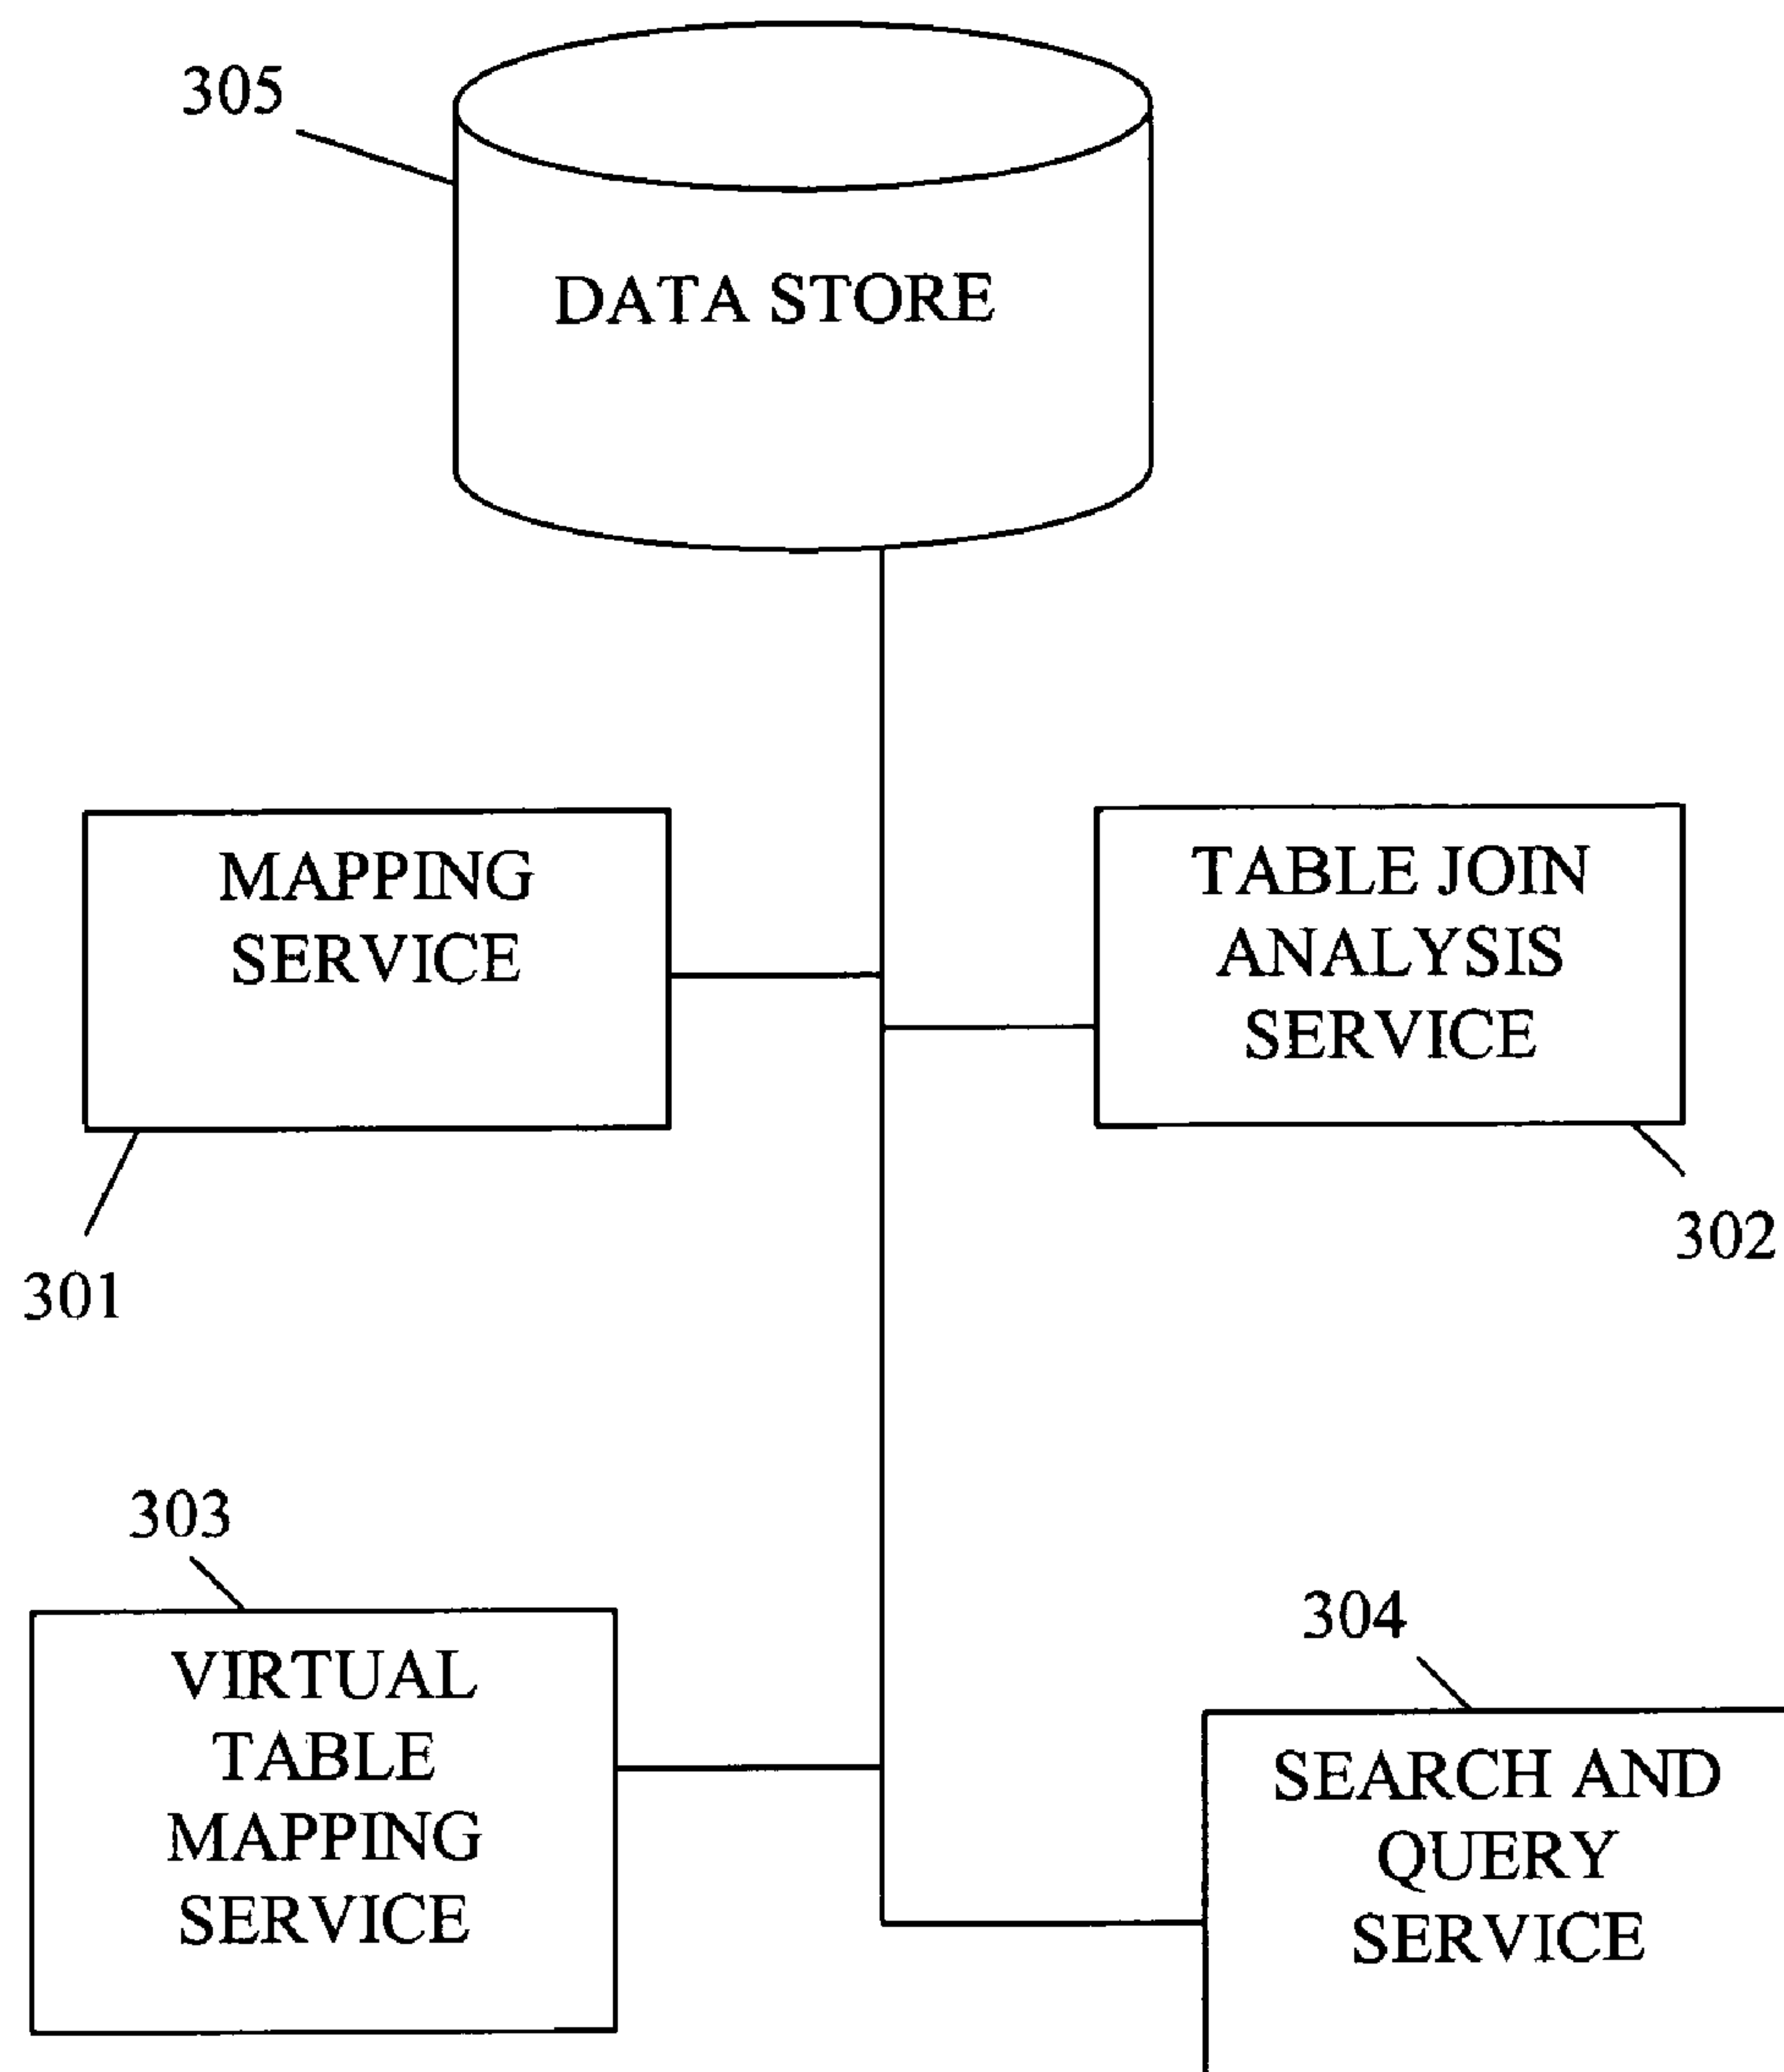 305
DATA STORE
MAPPING
SERVICE
TABLE JOIN
ANALYSIS
SERVICE
301
302
303
VIRTUAL
TABLE
MAPPING
SERVICE
304
SEARCH AND
QUERY
SERVICE